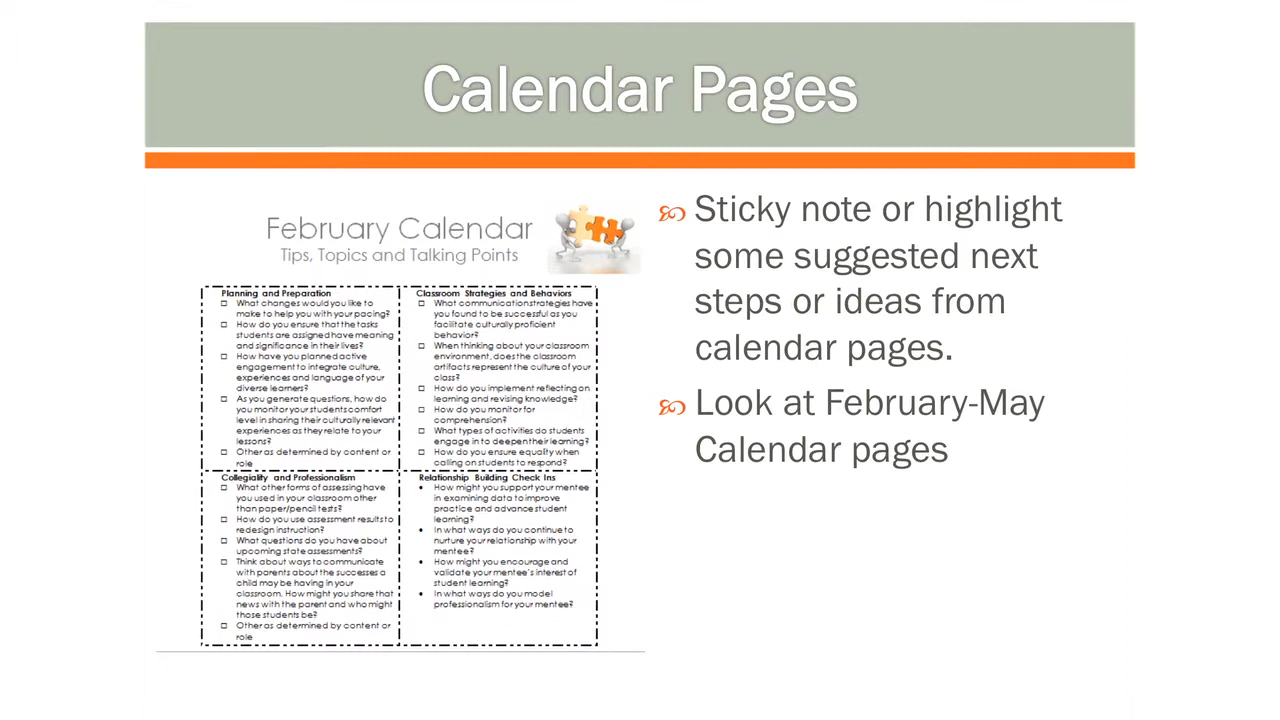 Calendar Pages
February Calendar
Tips, Topics and Talking Points
Planning and Preparation
What changes would you like to
make to help you with your pacing?
How do you ensure that the tasks
students are assigned have meaning
and significance in their lives?
How have you planned active
engagement to integrate culture,
experiences and language of your
diverse learners?
As you generate questions, how do
you monitor your students comfort
level in sharing their culturally relevant
experiences as they relate to your
lessons?
Other as determined by content or
role
Classroom Strategies and Behaviors
What communication strategies have
you found to be successful as you
facilitate culturally proficient
behavior?
When thinking about your classroom
environment, does the classroom
artifacts represent the culture of your
class?
How do you implement reflecting on
learning and revising knowledge?
How do you monitor for
comprehension?
What types of activities do students
engage in to deepen their learning?
How do you ensure equality when
calling on students to respond?
Collegiality and Professionalism
What other forms of assessing have
you used in your classroom other
than paper/pencil tests?
How do you use assessment results to
redesign instruction?
What questions do you have about
upcoming state assessments?
Think about ways to communicate
with parents about the successes a
child may be having in your
classroom. How might you share that
news with the parent and who might
those students be?
Other as determined by content or
role
Relationship Building Check Ins
How might you support your mentee
in examining data to improve
practice and advance student
learning?
In what ways do you continue to
nurture your relationship with your
mentee?
How might you encourage and
validate your mentee's interest of
student learning?
In what ways do you model
professionalism for your mentee?
Sticky note or highlight
some suggested next
steps or ideas from
calendar pages.
Look at February-May
Calendar pages